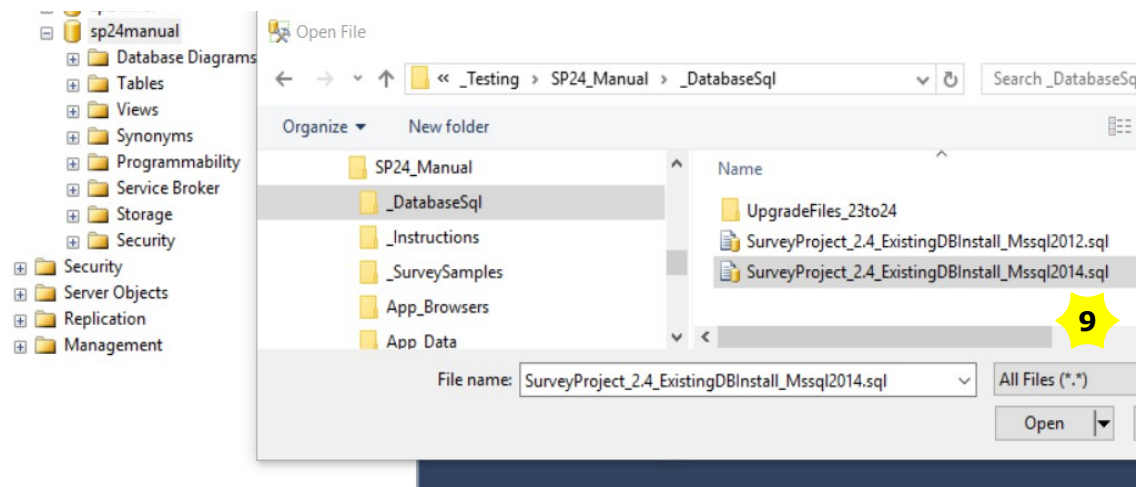 sp24manual
Database Diagrams
Tables
Views
Synonyms
Programmability
Service Broker
Storage
Security
Security
Server Objects
Replication
Management
Open File
« _Testing > SP24_Manual > _DatabaseSql
Search _DatabaseSq
Organize
New folder
SP24_Manual
_DatabaseSql
_Instructions
_SurveySamples
App_Browsers
App_Data
Name
UpgradeFiles_23to24
SurveyProject_2.4_ExistingDBInstall_Mssql2012.sql
SurveyProject_2.4_ExistingDBInstall_Mssql2014.sql
9
File name: SurveyProject_2.4_ExistingDBInstall_Mssql2014.sql
All Files (*.*)
Open